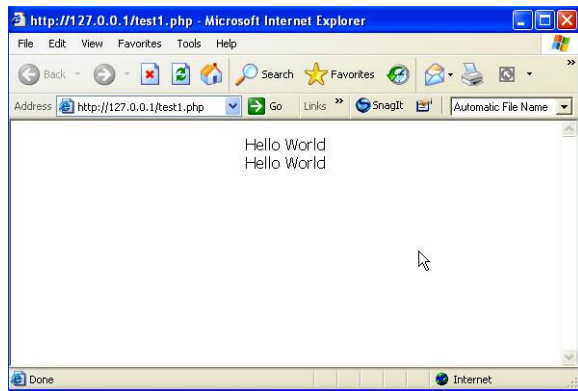 http://127.0.0.1/test1.php - Microsoft Internet Explorer
File Edit View Favorites Tools Help
Back Search Favorites »
Address http://127.0.0.1/test1.php Go Links » SnagIt Automatic File Name
Hello World
Hello World
Done Internet